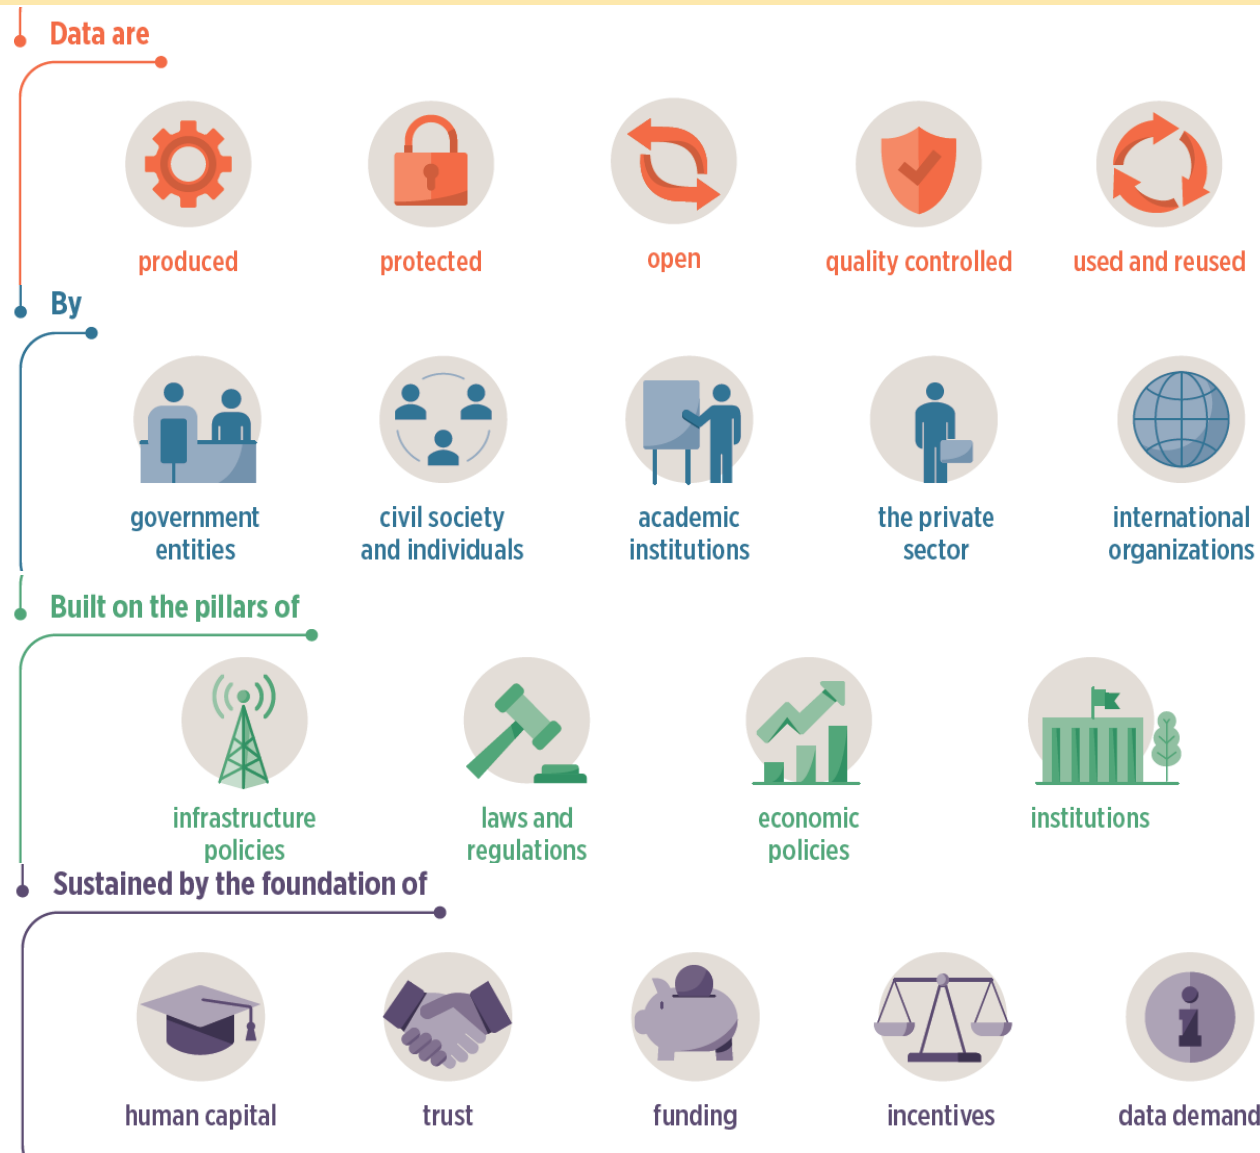 Data are
produced
protected
open
quality controlled
used and reused
By
government
entities
civil society
and individuals
academic
institutions
the private
sector
international
organizations
Built on the pillars of
infrastructure
policies
laws and
regulations
economic
policies
institutions
Sustained by the foundation of
human capital
trust
funding
incentives
data demand